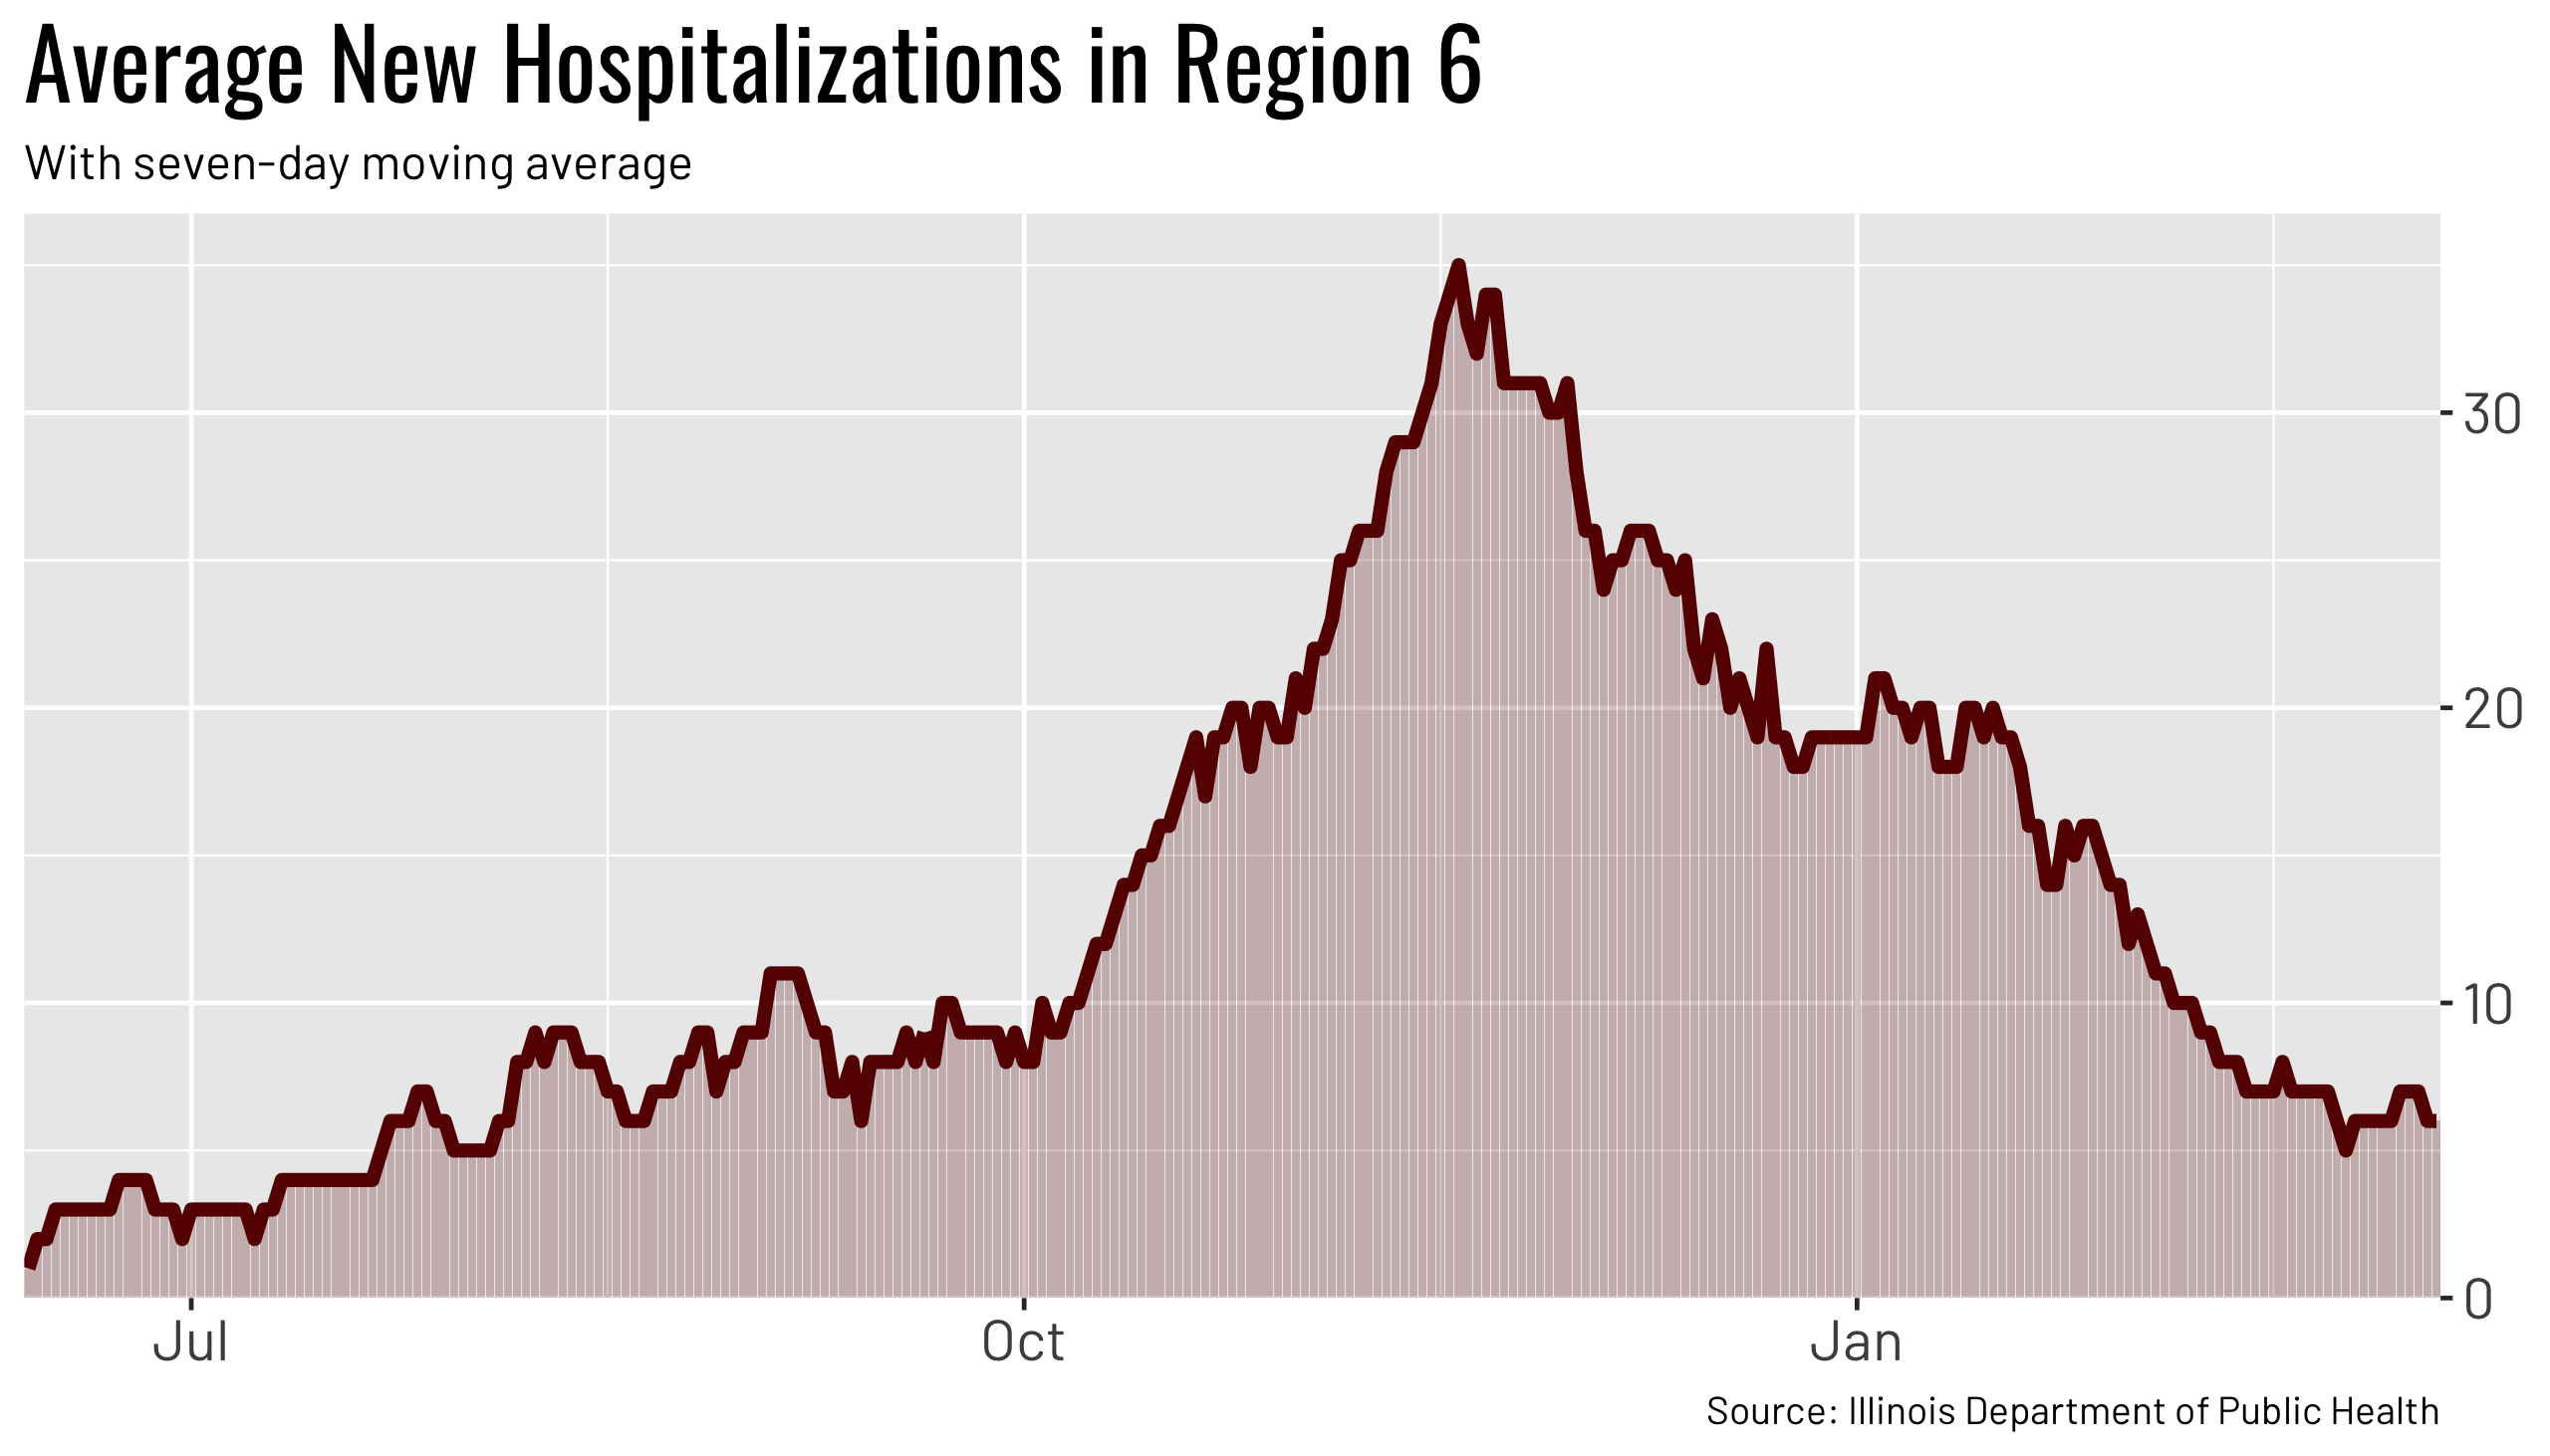 Average New Hospitalizations in Region 6
With seven-day moving average
30
20
10
0
Jul Oct Jan
Source: Illinois Department of Public Health